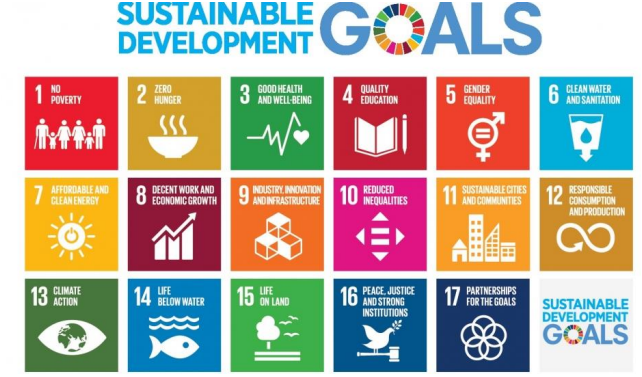 SUSTAINABLE
DEVELOPMENT
GOALS
1 NO
POVERTY
2 ZERO
HUNGER
3 GOOD HEALTH
AND WELL-BEING
4 QUALITY
EDUCATION
5 GENDER
EQUALITY
6 CLEAN WATER
AND SANITATION
7 AFFORDABLE AND
CLEAN ENERGY
8 DECENT WORK AND
ECONOMIC GROWTH
9 INDUSTRY, INNOVATION
AND INFRASTRUCTURE
10 REDUCED
INEQUALITIES
11 SUSTAINABLE CITIES
AND COMMUNITIES
12 RESPONSIBLE
CONSUMPTION
AND PRODUCTION
13 CLIMATE
ACTION
14 LIFE
BELOW WATER
15 LIFE
ON LAND
16 PEACE, JUSTICE
AND STRONG
INSTITUTIONS
17 PARTNERSHIPS
FOR THE GOALS
SUSTAINABLE
DEVELOPMENT
GOALS